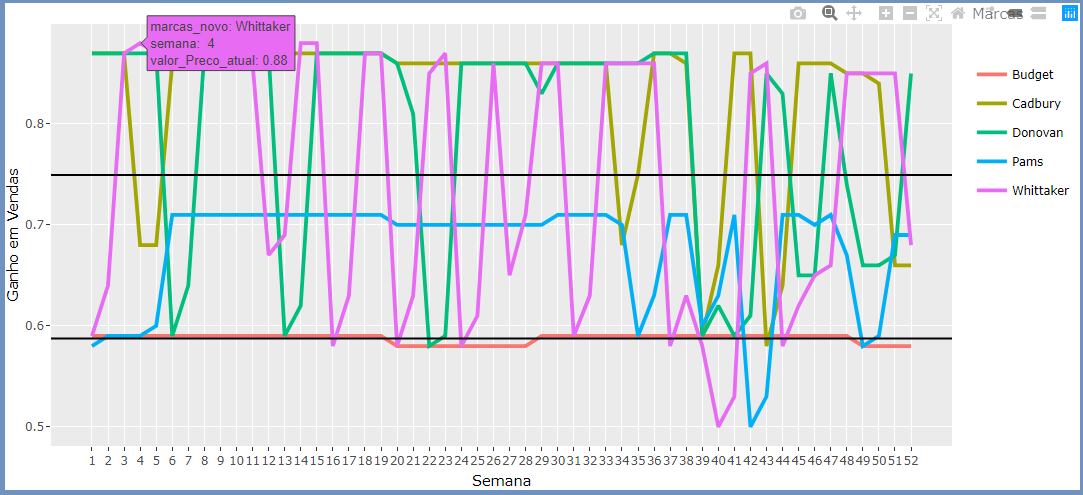 Marcas
marcas_novo: Whittaker
semana: 4
valor_Preco_atual: 0.88
Budget
Cadbury
Donovan
Pams
Whittaker
Ganho em Vendas
0.8
0.7
0.6
0.5
1 2 3 4 5 6 7 8 9 10 11 12 13 14 15 16 17 18 19 20 21 22 23 24 25 26 27 28 29 30 31 32 33 34 35 36 37 38 39 40 41 42 43 44 45 46 47 48 49 50 51 52
Semana